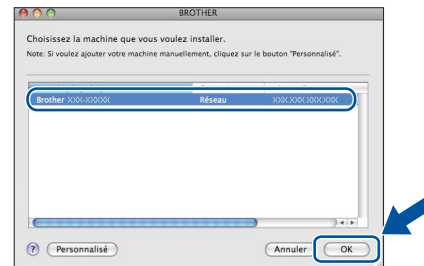 BROTHER
Choisissez la machine que vous voulez installer.
Note: Si voulez ajouter votre machine manuellement, cliquez sur le bouton "Personnalisé".
Brother XXX-XXXXX Réseau XXX.XXX.XXX.XXX
? Personnalisé Annuler OK